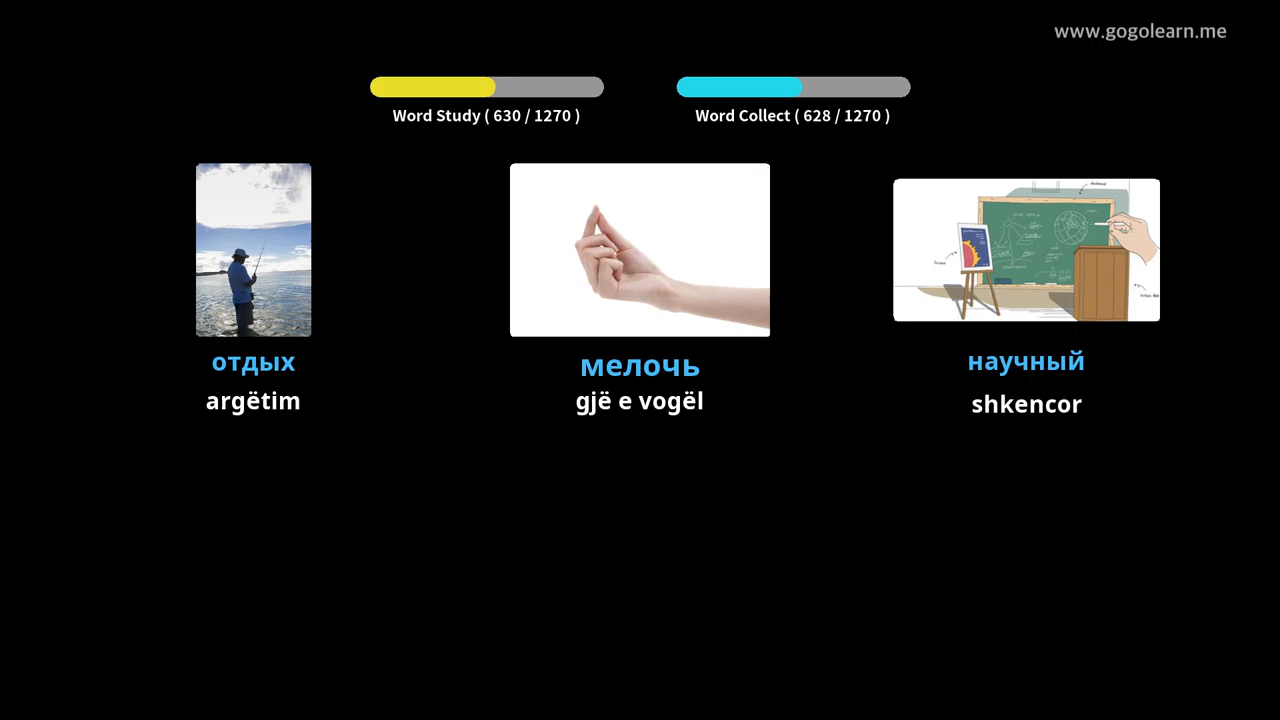 www.gogolearn.me
Word Study ( 630 / 1270 )
Word Collect ( 628 / 1270 )
отдых
argëtim
мелочь
gjë e vogël
научный
shkencor